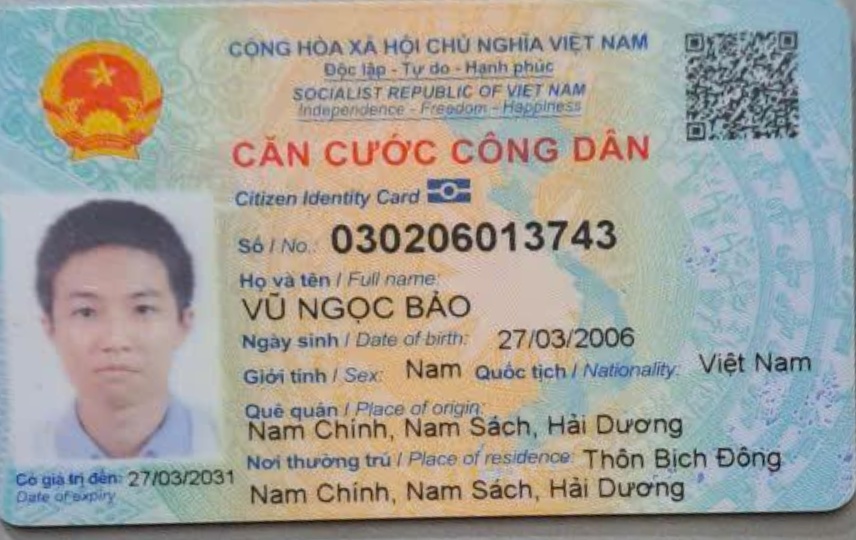 CỘNG HÒA XÃ HỘI CHỦ NGHĨA VIỆT NAM
Độc lập - Tự do - Hạnh phúc
SOCIALIST REPUBLIC OF VIET NAM
Independence - Freedom - Happiness
CĂN CƯỚC CÔNG DÂN
Citizen Identity Card
Số / No.: 030206013743
Họ và tên / Full name:
VŨ NGỌC BẢO
Ngày sinh / Date of birth: 27/03/2006
Giới tính / Sex: Nam Quốc tịch / Nationality: Việt Nam
Quê quán / Place of origin:
Nam Chính, Nam Sách, Hải Dương
Nơi thường trú / Place of residence: Thôn Bịch Đông
Nam Chính, Nam Sách, Hải Dương
Có giá trị đến: 27/03/2031
Date of expiry